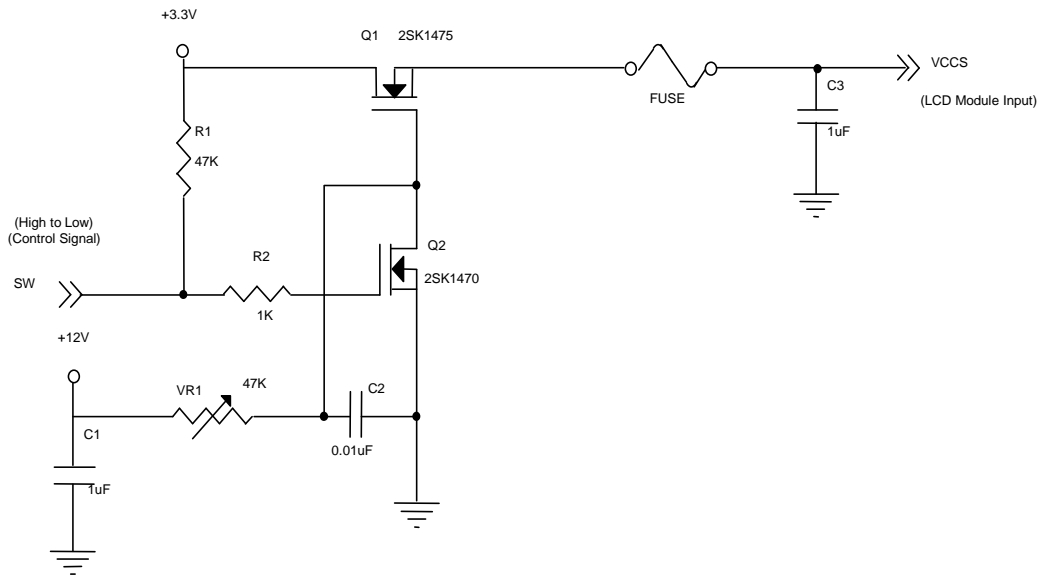 +3.3V
Q1 2SK1475
FUSE
VCCS
(LCD Module Input)
C3
1uF
R1
47K
(High to Low)
(Control Signal)
SW
R2
1K
Q2
2SK1470
+12V
VR1
47K
C2
0.01uF
C1
1uF